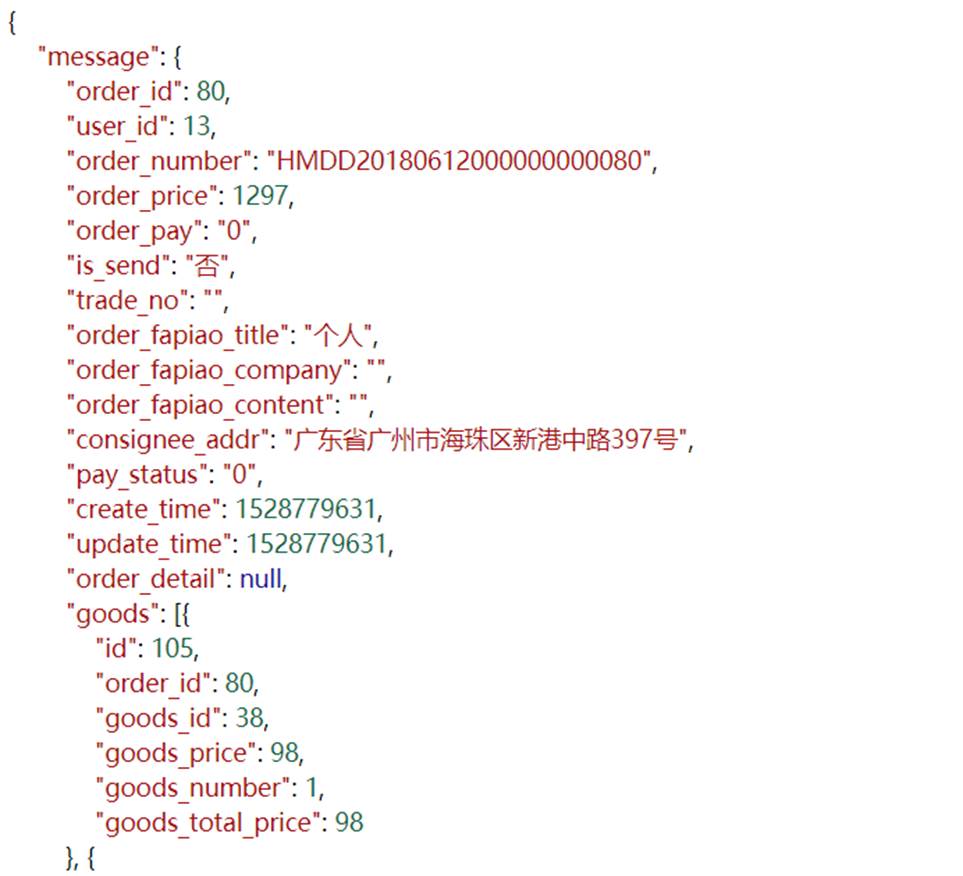 {
"message": {
"order_id": 80,
"user_id": 13,
"order_number": "HMDD20180612000000000080",
"order_price": 1297,
"order_pay": "0",
"is_send": "否",
"trade_no": "",
"order_fapiao_title": "个人",
"order_fapiao_company": "",
"order_fapiao_content": "",
"consignee_addr": "广东省广州市海珠区新港中路397号",
"pay_status": "0",
"create_time": 1528779631,
"update_time": 1528779631,
"order_detail": null,
"goods": [{
"id": 105,
"order_id": 80,
"goods_id": 38,
"goods_price": 98,
"goods_number": 1,
"goods_total_price": 98
}, {